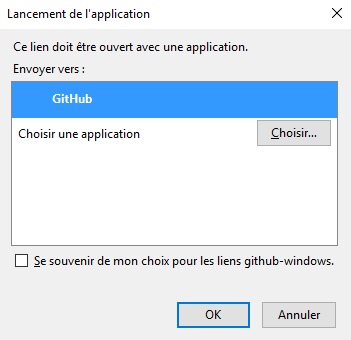 Lancement de l'application
Ce lien doit être ouvert avec une application.
Envoyer vers :
GitHub
Choisir une application
Choisir...
Se souvenir de mon choix pour les liens github-windows.
OK
Annuler